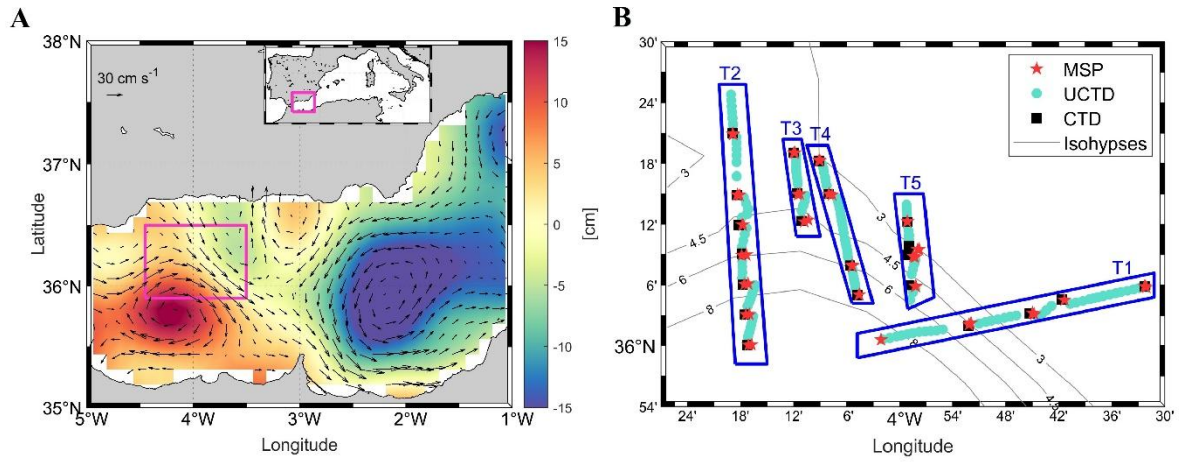 A
38°N
37°N
36°N
35°N
5°W
4°W
3°W
2°W
1°W
Latitude
Longitude
30 cm s⁻¹
15
10
5
0
-5
-10
-15
[cm]
B
30'
24'
18'
12'
6'
36°N
54'
24'
18'
12'
6'
4°W
54'
48'
42'
36'
30'
Longitude
T2
T3
T4
T5
T1
MSP
UCTD
CTD
Isohypses
3
4.5
6
8
3
4.5
6
8
3
4.5